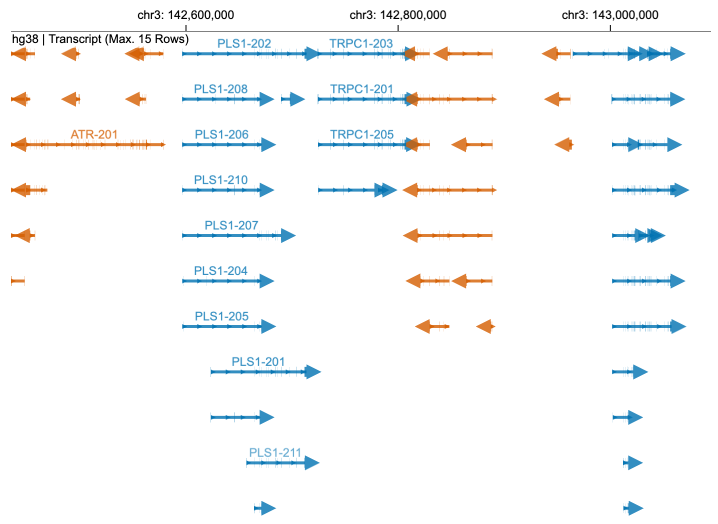 chr3: 142,600,000 chr3: 142,800,000 chr3: 143,000,000
hg38 | Transcript (Max. 15 Rows)
PLS1-202 TRPC1-203
PLS1-208 TRPC1-201
ATR-201 PLS1-206 TRPC1-205
PLS1-210
PLS1-207
PLS1-204
PLS1-205
PLS1-201
PLS1-211